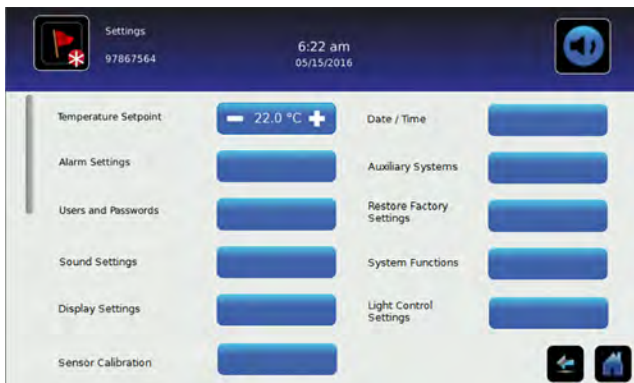 Settings
97867564
6:22 am
05/15/2016
Temperature Setpoint
22.0 °C
Alarm Settings
Users and Passwords
Sound Settings
Display Settings
Sensor Calibration
Date / Time
Auxiliary Systems
Restore Factory
Settings
System Functions
Light Control
Settings